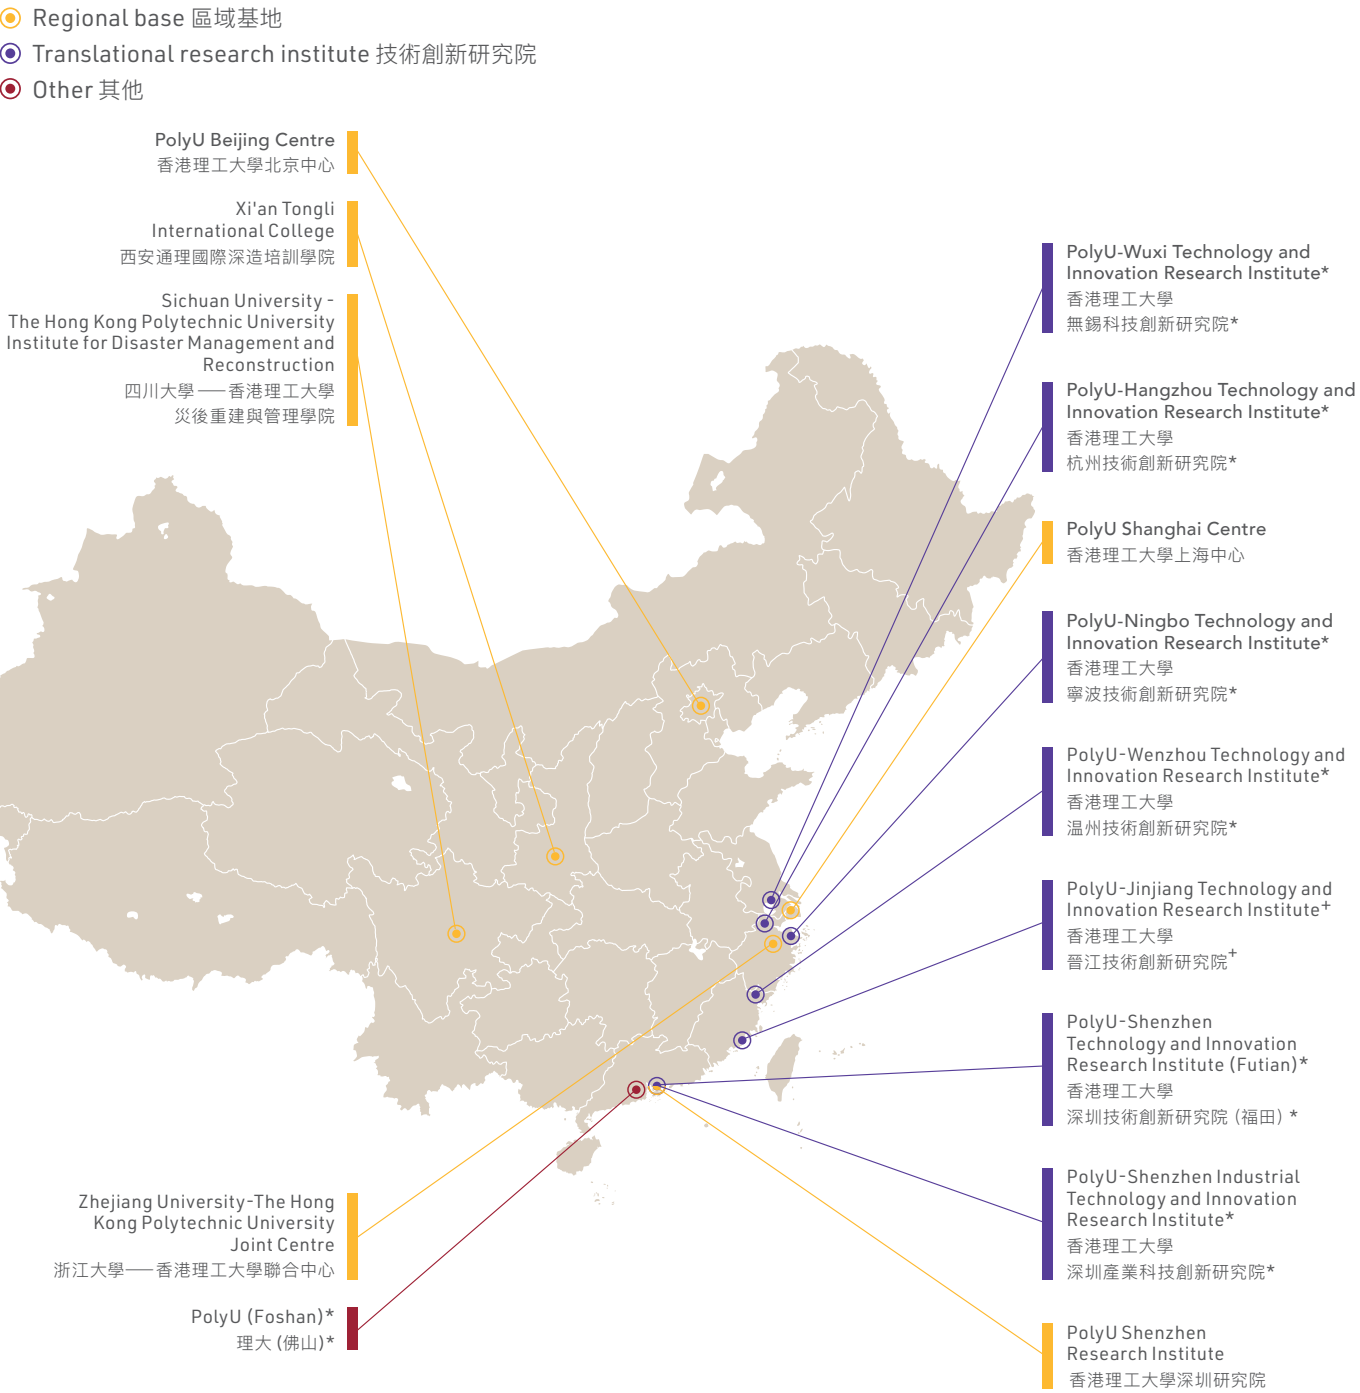 Regional base 區域基地
Translational research institute 技術創新研究院
Other 其他
PolyU Beijing Centre
香港理工大學北京中心
Xi'an Tongli
International College
西安通理國際深造培訓學院
Sichuan University -
The Hong Kong Polytechnic University
Institute for Disaster Management and
Reconstruction
四川大學——香港理工大學
災後重建與管理學院
Zhejiang University-The Hong
Kong Polytechnic University
Joint Centre
浙江大學——香港理工大學聯合中心
PolyU (Foshan)*
理大 (佛山)*
PolyU-Wuxi Technology and
Innovation Research Institute*
香港理工大學
無錫科技創新研究院*
PolyU-Hangzhou Technology and
Innovation Research Institute*
香港理工大學
杭州技術創新研究院*
PolyU Shanghai Centre
香港理工大學上海中心
PolyU-Ningbo Technology and
Innovation Research Institute*
香港理工大學
寧波技術創新研究院*
PolyU-Wenzhou Technology and
Innovation Research Institute*
香港理工大學
温州技術創新研究院*
PolyU-Jinjiang Technology and
Innovation Research Institute+
香港理工大學
晉江技術創新研究院+
PolyU-Shenzhen
Technology and Innovation
Research Institute (Futian)*
香港理工大學
深圳技術創新研究院（福田）*
PolyU-Shenzhen Industrial
Technology and Innovation
Research Institute*
香港理工大學
深圳產業科技創新研究院*
PolyU Shenzhen
Research Institute
香港理工大學深圳研究院